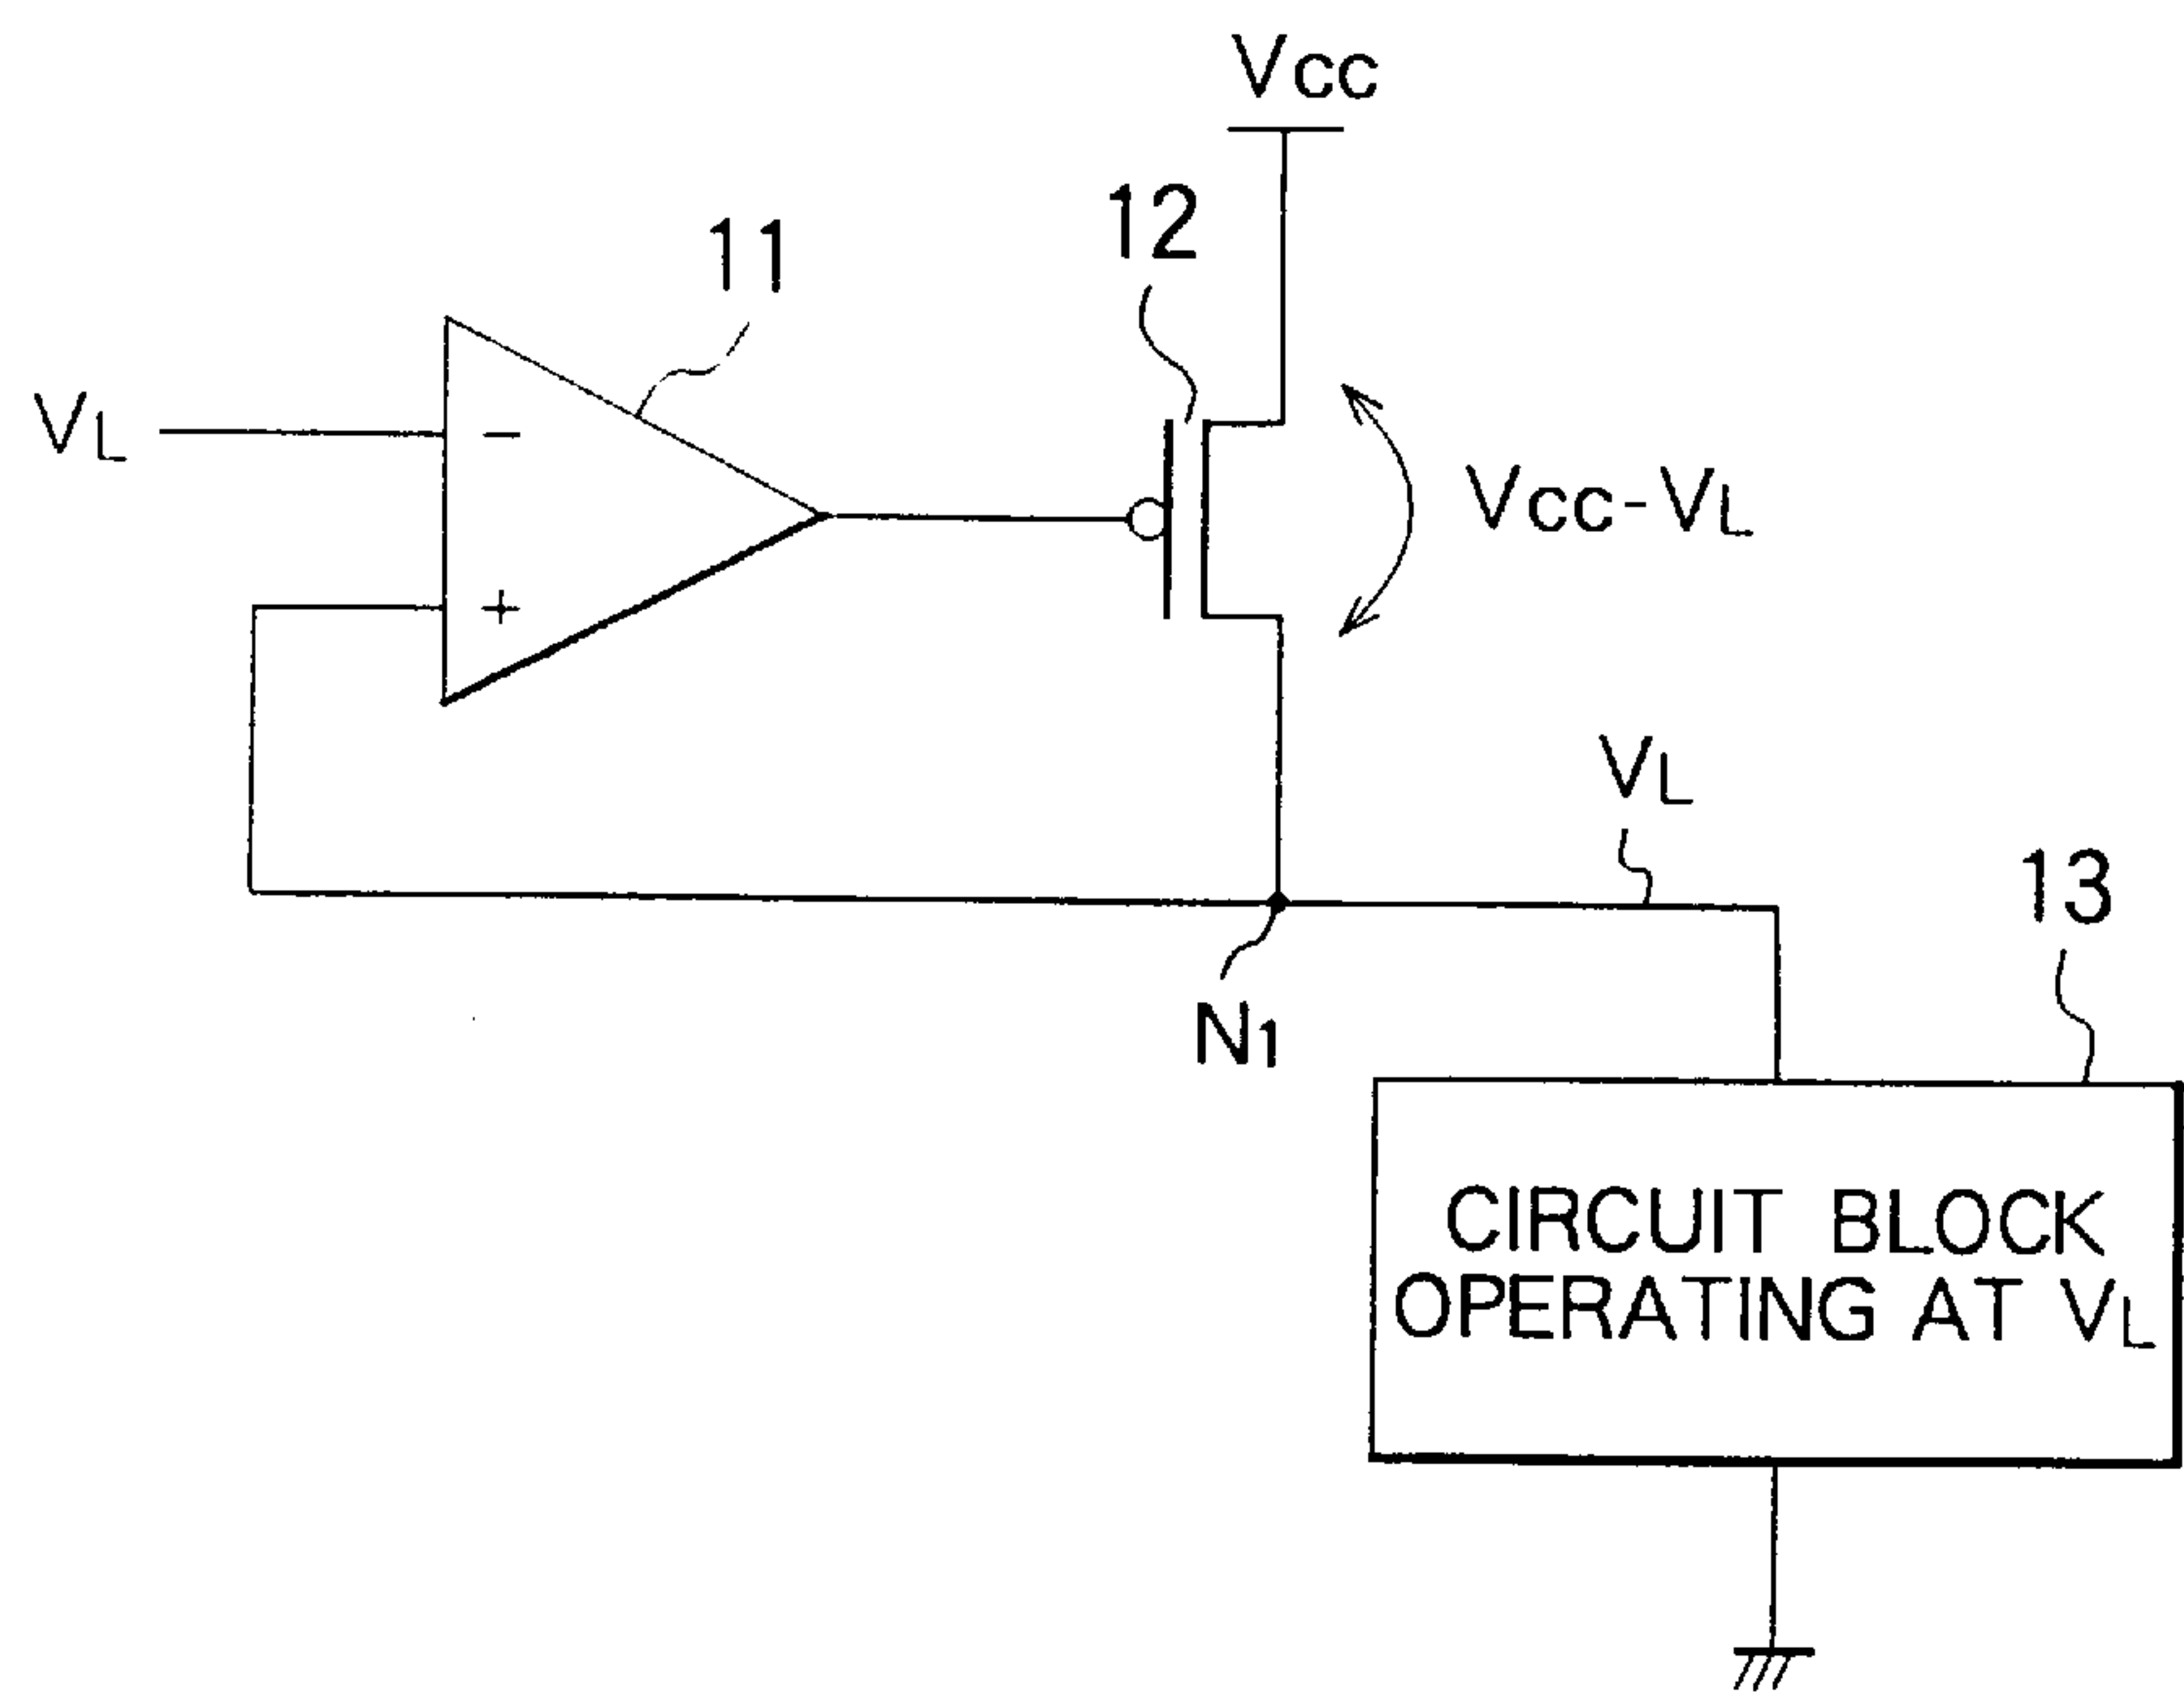 Vcc
12
11
VL
−
Vcc-VL
+
VL
13
N1
CIRCUIT BLOCK
OPERATING AT VL